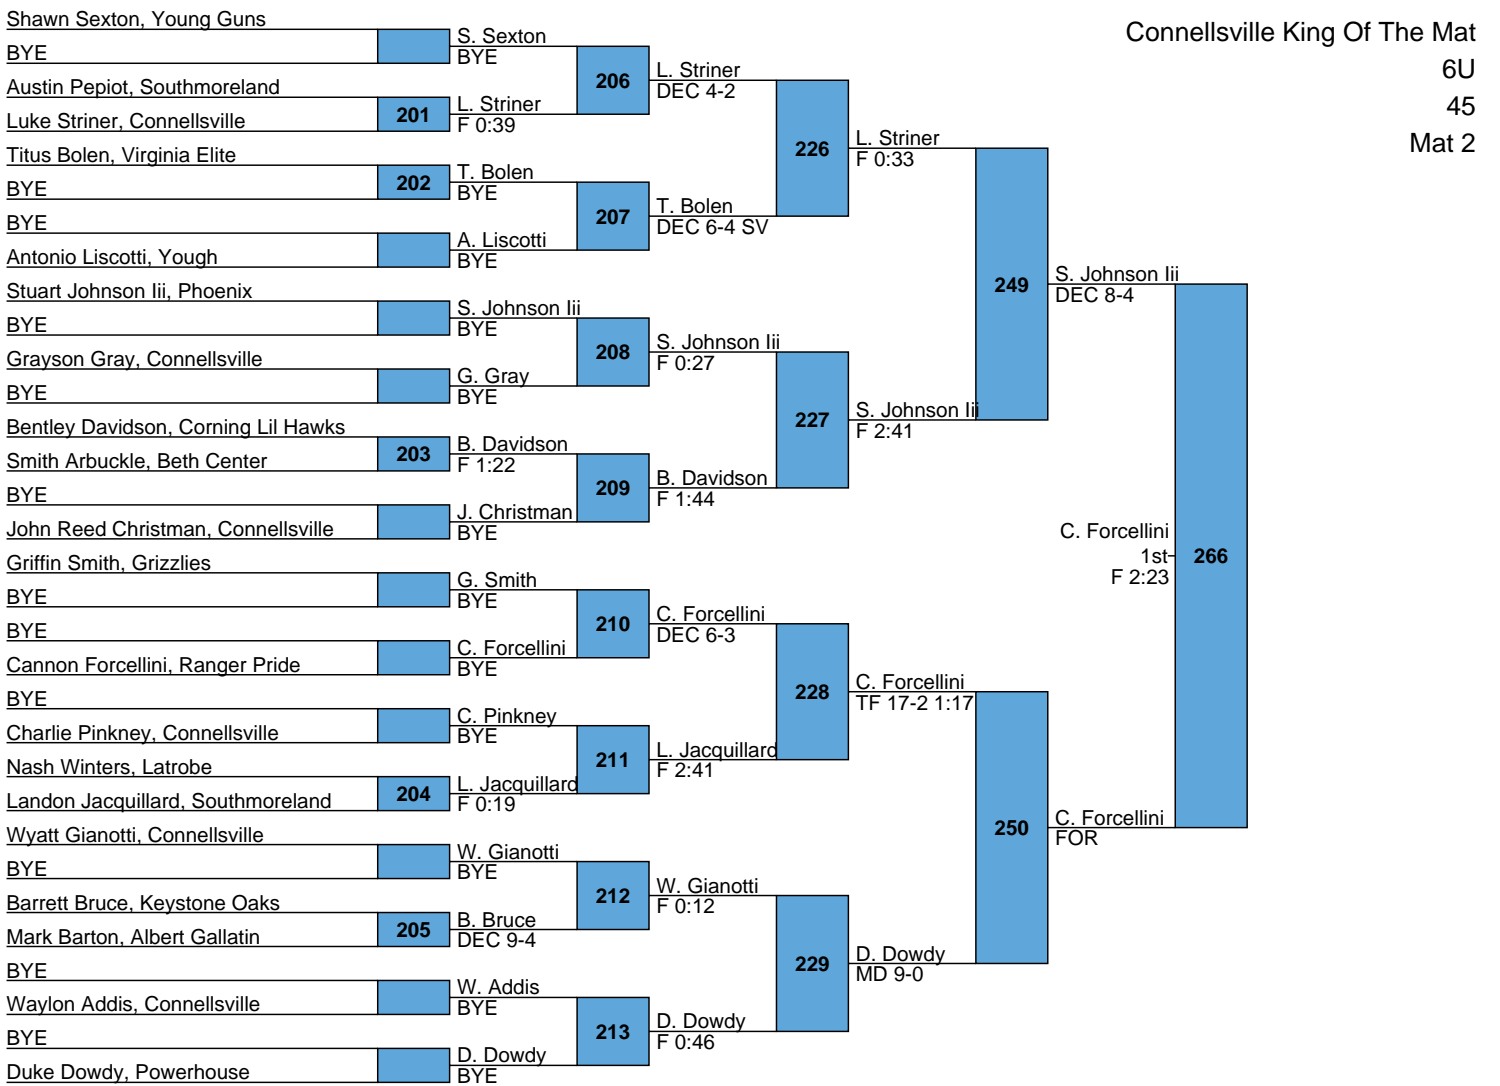 Connellsville King Of The Mat
6U
45
Mat 2
Shawn Sexton, Young Guns
BYE
Austin Pepiot, Southmoreland
Luke Striner, Connellsville
Titus Bolen, Virginia Elite
BYE
BYE
Antonio Liscotti, Yough
Stuart Johnson Iii, Phoenix
BYE
Grayson Gray, Connellsville
BYE
Bentley Davidson, Corning Lil Hawks
Smith Arbuckle, Beth Center
BYE
John Reed Christman, Connellsville
Griffin Smith, Grizzlies
BYE
BYE
Cannon Forcellini, Ranger Pride
BYE
Charlie Pinkney, Connellsville
Nash Winters, Latrobe
Landon Jacquillard, Southmoreland
Wyatt Gianotti, Connellsville
BYE
Barrett Bruce, Keystone Oaks
Mark Barton, Albert Gallatin
BYE
Waylon Addis, Connellsville
BYE
Duke Dowdy, Powerhouse
201
202
203
204
205
S. Sexton
BYE
L. Striner
F 0:39
T. Bolen
BYE
A. Liscotti
BYE
S. Johnson Iii
BYE
G. Gray
BYE
B. Davidson
F 1:22
J. Christman
BYE
G. Smith
BYE
C. Forcellini
BYE
C. Pinkney
BYE
L. Jacquillard
F 0:19
W. Gianotti
BYE
B. Bruce
DEC 9-4
W. Addis
BYE
D. Dowdy
BYE
206
207
208
209
210
211
212
213
L. Striner
DEC 4-2
T. Bolen
DEC 6-4 SV
S. Johnson Iii
F 0:27
B. Davidson
F 1:44
C. Forcellini
DEC 6-3
L. Jacquillard
F 2:41
W. Gianotti
F 0:12
D. Dowdy
F 0:46
226
227
228
229
L. Striner
F 0:33
S. Johnson Iii
F 2:41
C. Forcellini
TF 17-2 1:17
D. Dowdy
MD 9-0
249
250
S. Johnson Iii
DEC 8-4
C. Forcellini
FOR
C. Forcellini
1st
F 2:23
266